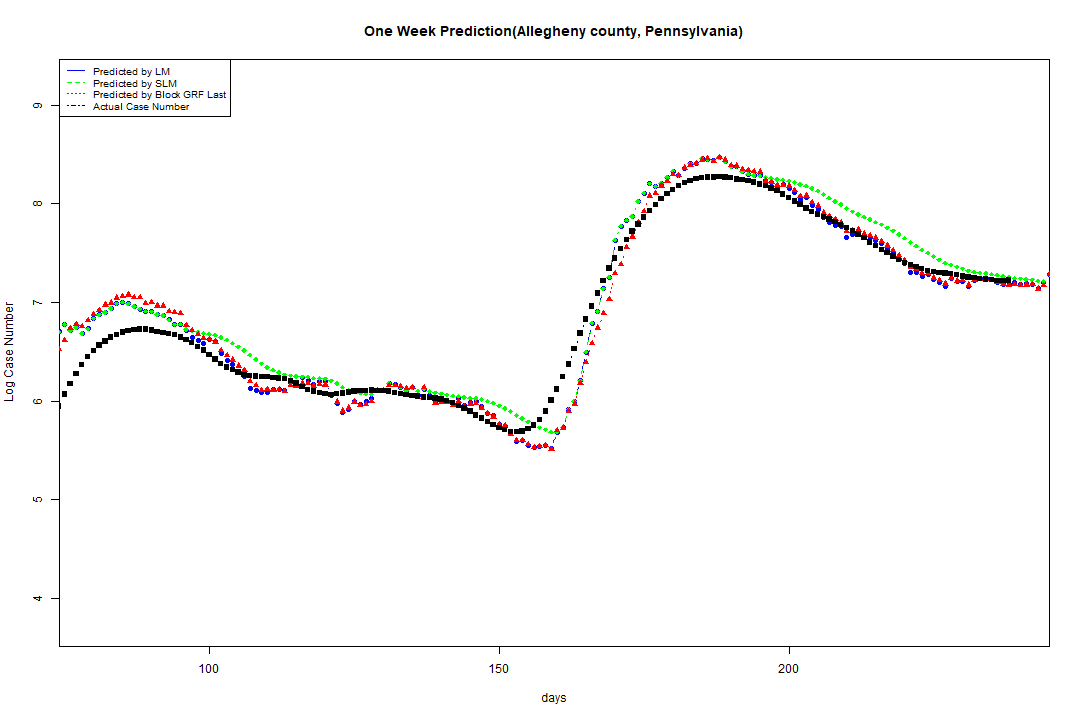 One Week Prediction(Allegheny county, Pennsylvania)
Predicted by LM
Predicted by SLM
Predicted by Block GRF Last
Actual Case Number
9
8
7
6
5
4
Log Case Number
100
150
200
days